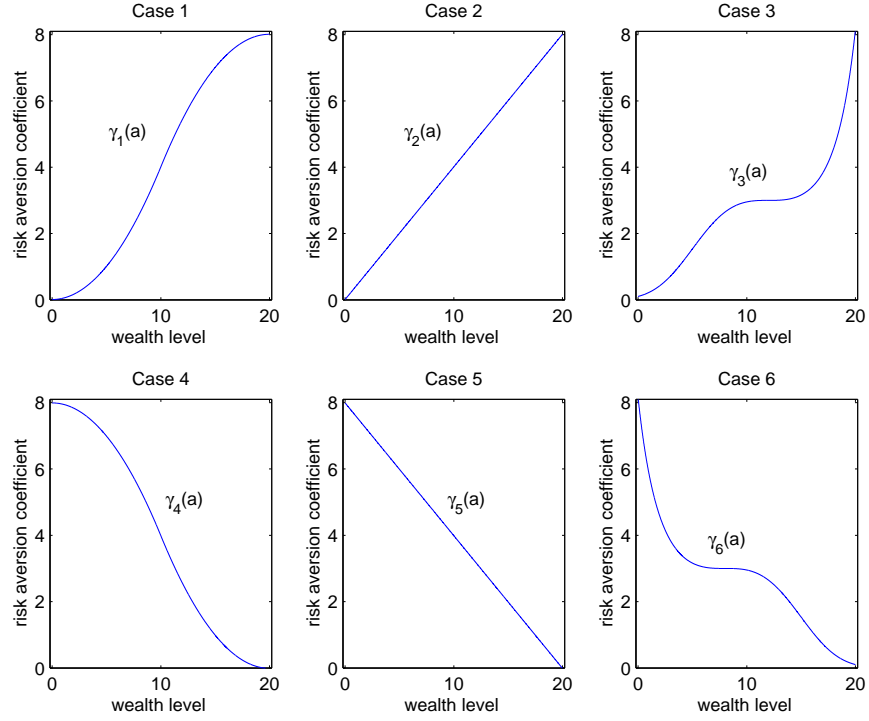 Case 1
risk aversion coefficient
8
6
4
2
0
γ1(a)
0 10 20
wealth level
Case 2
risk aversion coefficient
8
6
4
2
0
γ2(a)
0 10 20
wealth level
Case 3
risk aversion coefficient
8
6
4
2
0
γ3(a)
0 10 20
wealth level
Case 4
risk aversion coefficient
8
6
4
2
0
γ4(a)
0 10 20
wealth level
Case 5
risk aversion coefficient
8
6
4
2
0
γ5(a)
0 10 20
wealth level
Case 6
risk aversion coefficient
8
6
4
2
0
γ6(a)
0 10 20
wealth level